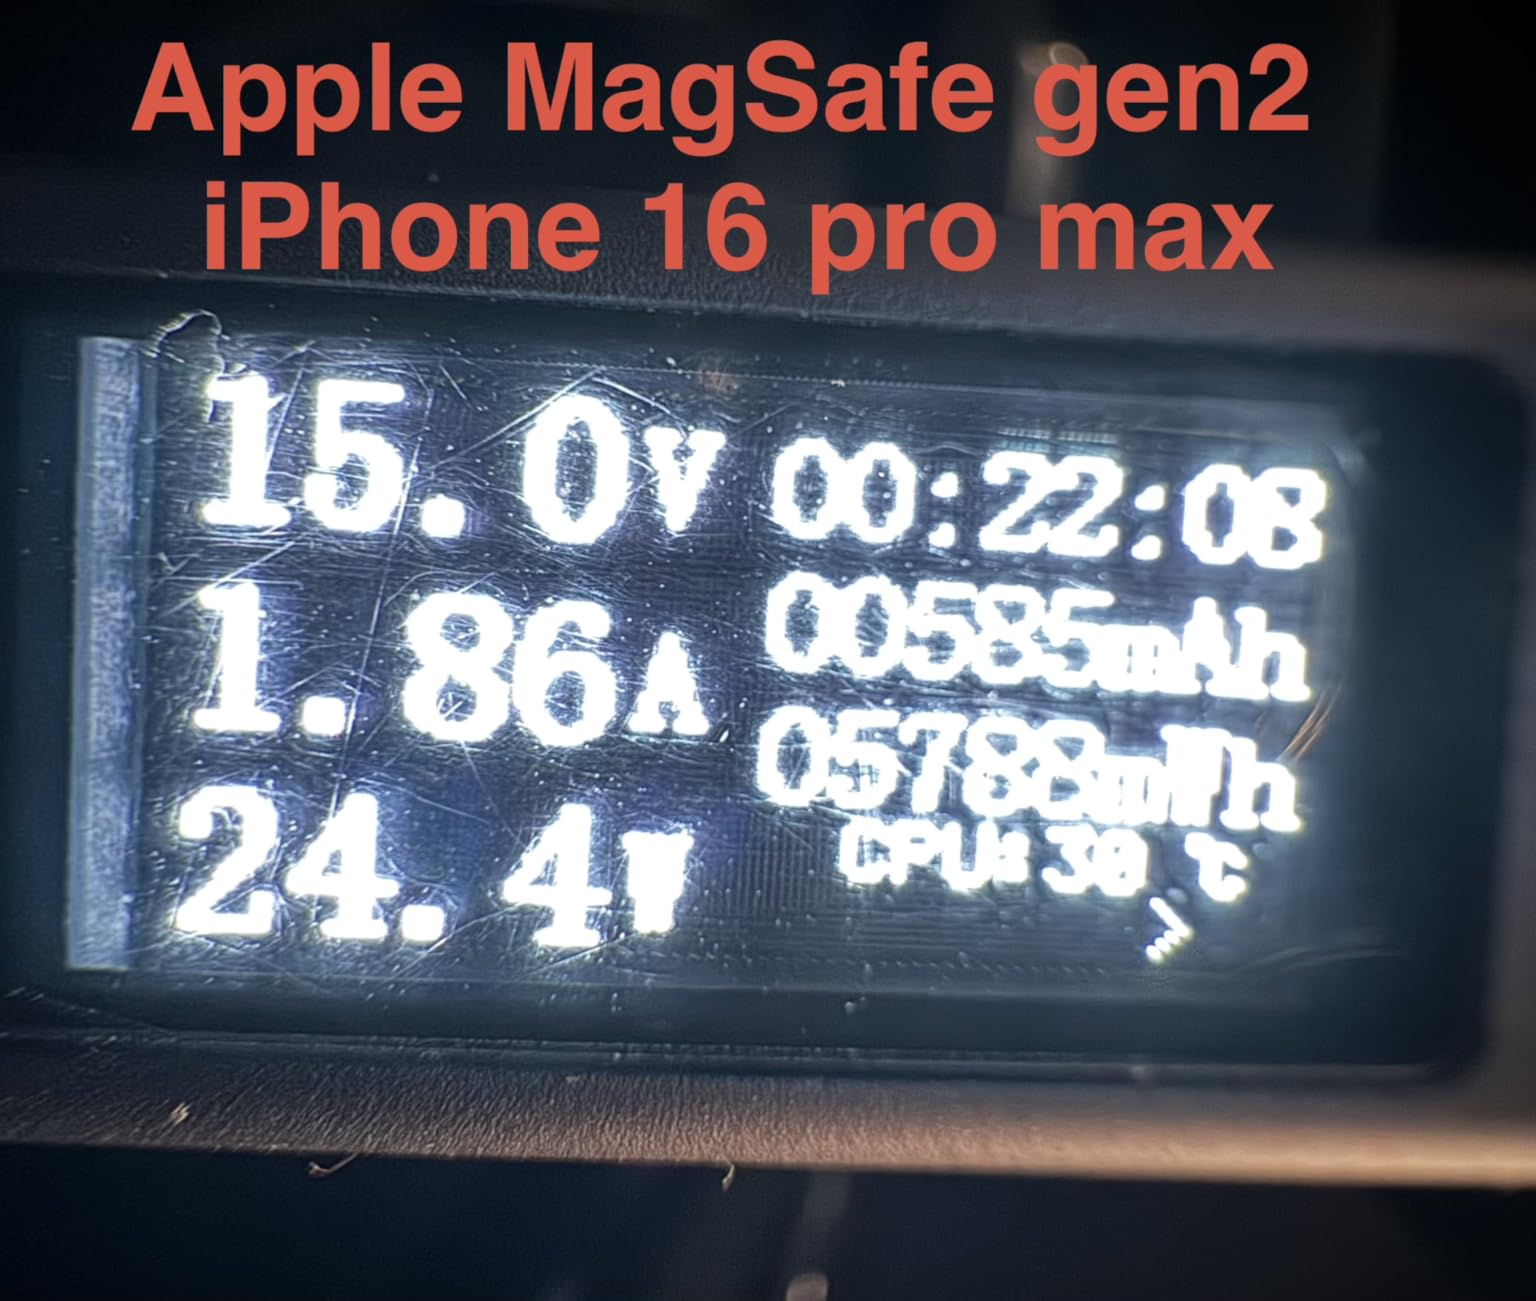 Apple MagSafe gen2
iPhone 16 pro max
15.0V
1.86A
24.4W
00:22:08
00585mAh
05788mWh
CPU:30 ℃
>